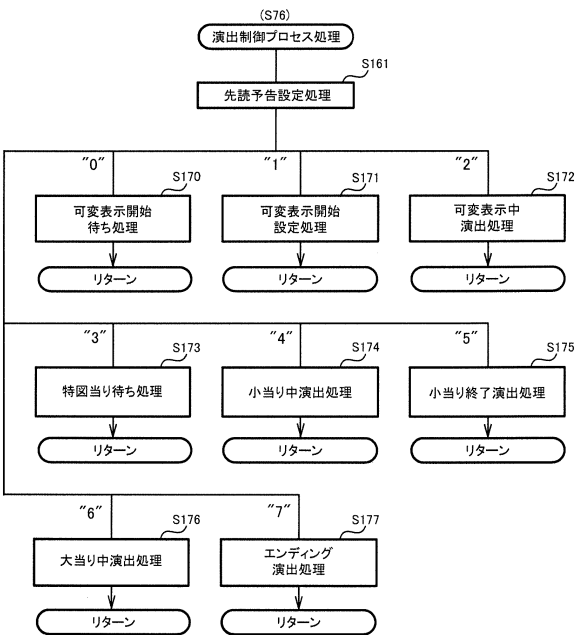 (S76)
演出制御プロセス処理
S161
先読予告設定処理
"0"
"1"
"2"
S170
S171
S172
可変表示開始
待ち処理
可変表示開始
設定処理
可変表示中
演出処理
リターン
リターン
リターン
"3"
"4"
"5"
S173
S174
S175
特図当り待ち処理
小当り中演出処理
小当り終了演出処理
リターン
リターン
リターン
"6"
"7"
S176
S177
大当り中演出処理
エンディング
演出処理
リターン
リターン